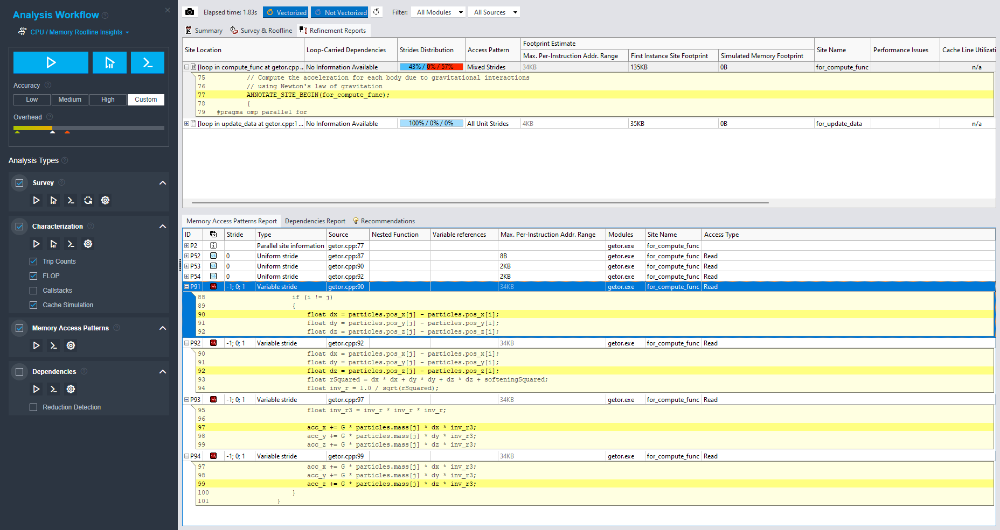 Analysis Workflow
CPU / Memory Roofline Insights
Accuracy
Low Medium High Custom
Overhead
Analysis Types
Survey
Characterization
Trip Counts
FLOP
Callstacks
Cache Simulation
Memory Access Patterns
Dependencies
Reduction Detection
Elapsed time: 1.83s Vectorized Not Vectorized Filter: All Modules All Sources
Summary Survey & Roofline Refinement Reports
Site Location Loop-Carried Dependencies Strides Distribution Access Pattern Footprint Estimate Site Name Performance Issues Cache Line Utilizati
Max. Per-Instruction Addr. Range First Instance Site Footprint Simulated Memory Footprint
[loop in compute_func at getor.cpp ... No Information Available 43% / 0% / 57% Mixed Strides 34KB 135KB 0B for_compute_func n/a
75 // Compute the acceleration for each body due to gravitational interactions
76 // using Newton's law of gravitation
77 ANNOTATE_SITE_BEGIN(for_compute_func);
78 {
79 #pragma omp parallel for
[loop in update_data at getor.cpp:1 ... No Information Available 100% / 0% / 0% All Unit Strides 4KB 35KB 0B for_update_data n/a
Memory Access Patterns Report Dependencies Report Recommendations
ID Stride Type Source Nested Function Variable references Max. Per-Instruction Addr. Range Modules Site Name Access Type
P2 Parallel site information getor.cpp:77 getor.exe for_compute_func
P52 0 Uniform stride getor.cpp:87 8B getor.exe for_compute_func Read
P53 0 Uniform stride getor.cpp:90 2KB getor.exe for_compute_func Read
P54 0 Uniform stride getor.cpp:92 2KB getor.exe for_compute_func Read
P91 -1; 0; 1 Variable stride getor.cpp:90 34KB getor.exe for_compute_func Read
88 if (i != j)
89 {
90 float dx = particles.pos_x[j] - particles.pos_x[i];
91 float dy = particles.pos_y[j] - particles.pos_y[i];
92 float dz = particles.pos_z[j] - particles.pos_z[i];
P92 -1; 0; 1 Variable stride getor.cpp:92 34KB getor.exe for_compute_func Read
90 float dx = particles.pos_x[j] - particles.pos_x[i];
91 float dy = particles.pos_y[j] - particles.pos_y[i];
92 float dz = particles.pos_z[j] - particles.pos_z[i];
93 float rSquared = dx * dx + dy * dy + dz * dz + softeningSquared;
94 float inv_r = 1.0 / sqrt(rSquared);
P93 -1; 0; 1 Variable stride getor.cpp:97 34KB getor.exe for_compute_func Read
95 float inv_r3 = inv_r * inv_r * inv_r;
96
97 acc_x += G * particles.mass[j] * dx * inv_r3;
98 acc_y += G * particles.mass[j] * dy * inv_r3;
99 acc_z += G * particles.mass[j] * dz * inv_r3;
P94 -1; 0; 1 Variable stride getor.cpp:99 34KB getor.exe for_compute_func Read
97 acc_x += G * particles.mass[j] * dx * inv_r3;
98 acc_y += G * particles.mass[j] * dy * inv_r3;
99 acc_z += G * particles.mass[j] * dz * inv_r3;
100 }
101 }